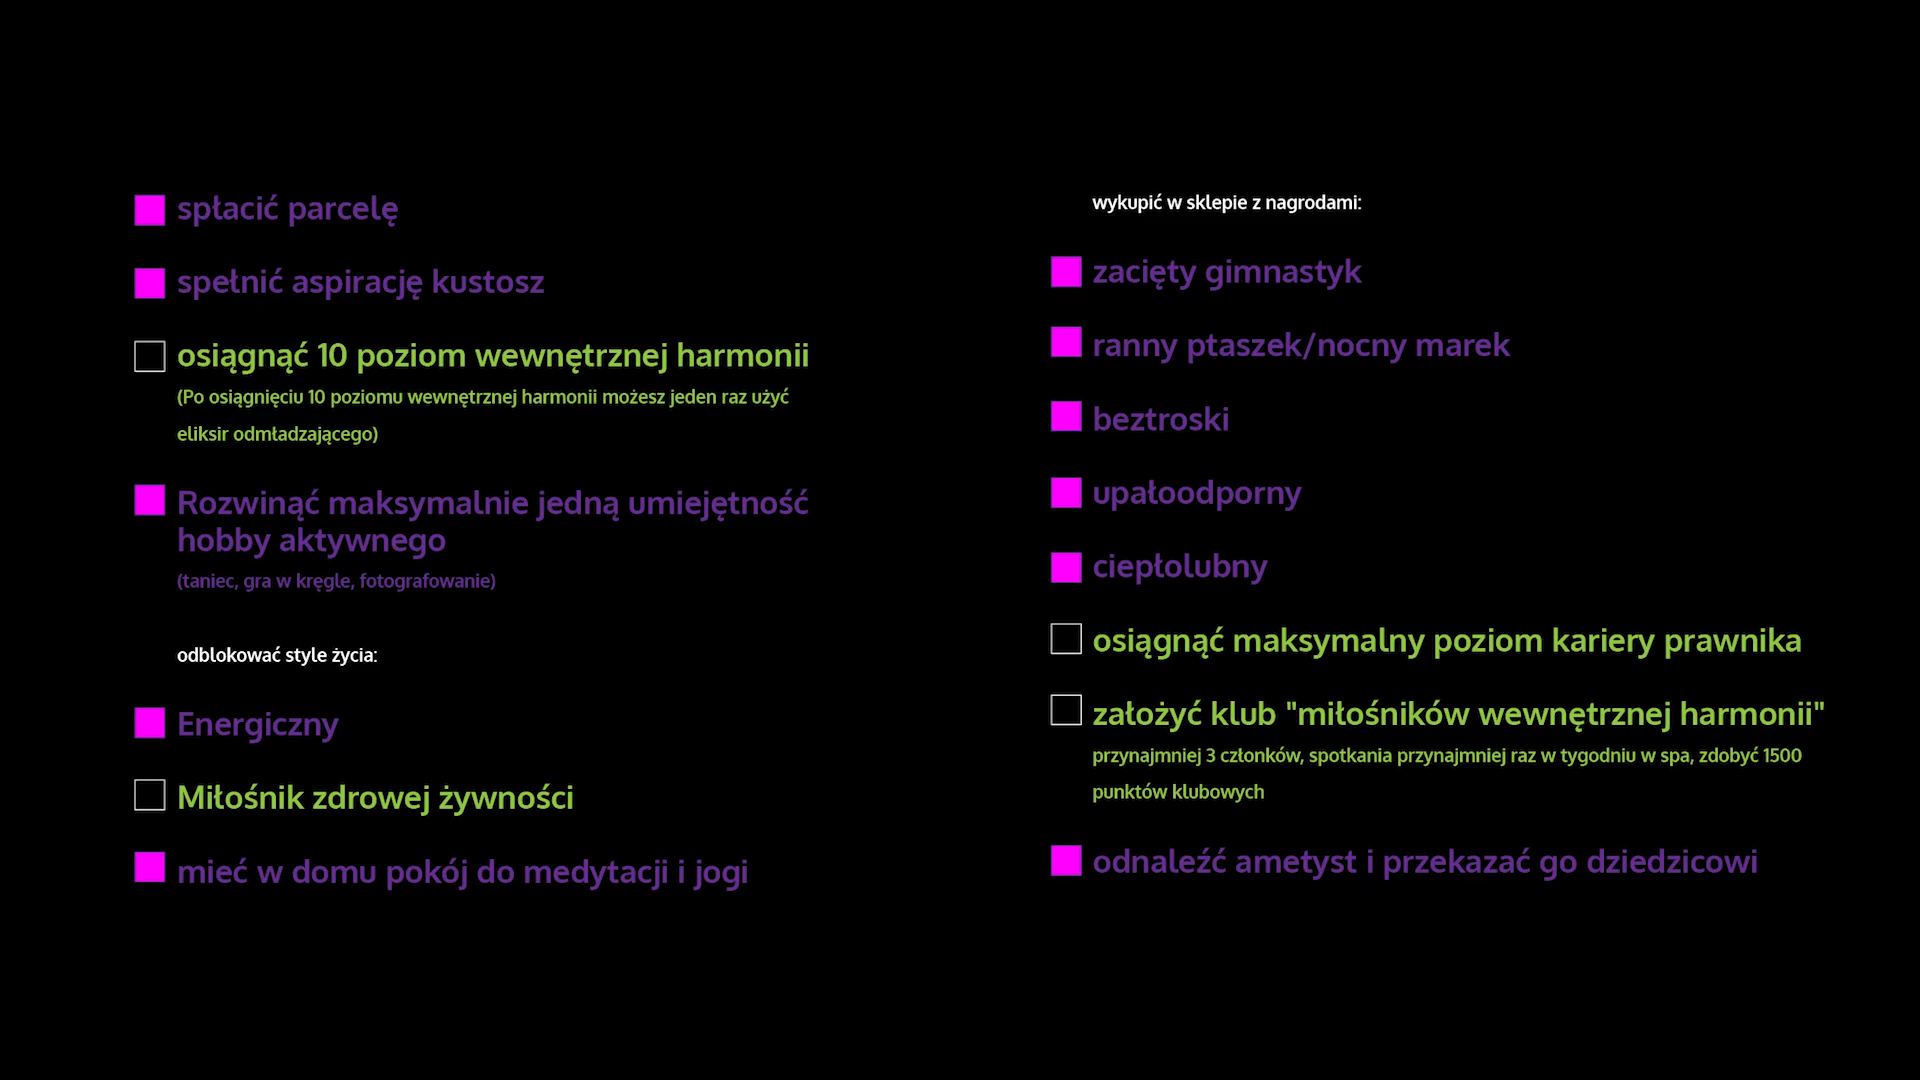 spłacić parcelę
spełnić aspirację kustosz
osiągnąć 10 poziom wewnętrznej harmonii
(Po osiągnięciu 10 poziomu wewnętrznej harmonii możesz jeden raz użyć
eliksir odmładzającego)
Rozwinąć maksymalnie jedną umiejętność
hobby aktywnego
(taniec, gra w kręgle, fotografowanie)
odblokować style życia:
Energiczny
Miłośnik zdrowej żywności
mieć w domu pokój do medytacji i jogi
wykupić w sklepie z nagrodami:
zacięty gimnastyk
ranny ptaszek/nocny marek
beztroski
upałoodporny
ciepłolubny
osiągnąć maksymalny poziom kariery prawnika
założyć klub "miłośników wewnętrznej harmonii"
przynajmniej 3 członków, spotkania przynajmniej raz w tygodniu w spa, zdobyć 1500
punktów klubowych
odnaleźć ametyst i przekazać go dziedzicowi